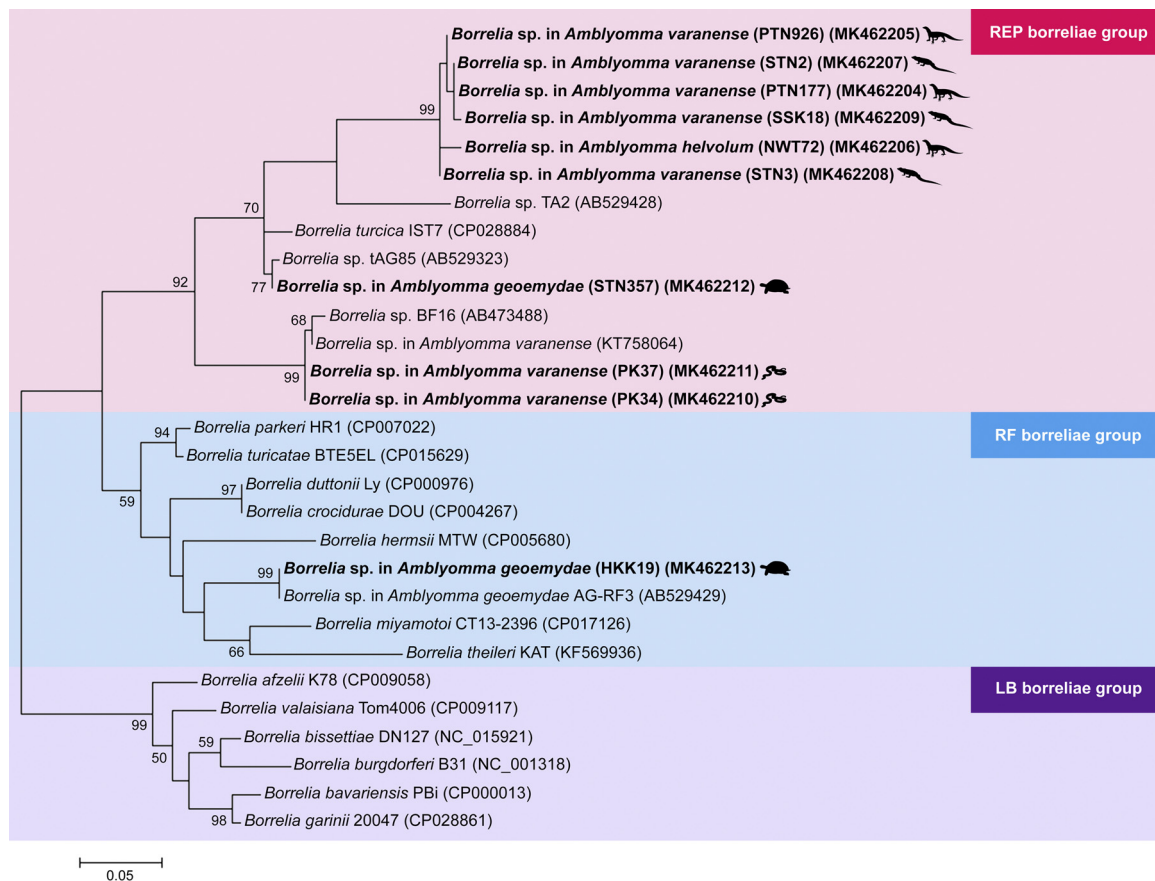 REP borreliae group
Borrelia sp. in Amblyomma varanense (PTN926) (MK462205)
Borrelia sp. in Amblyomma varanense (STN2) (MK462207)
Borrelia sp. in Amblyomma varanense (PTN177) (MK462204)
99
Borrelia sp. in Amblyomma varanense (SSK18) (MK462209)
Borrelia sp. in Amblyomma helvolum (NWT72) (MK462206)
Borrelia sp. in Amblyomma varanense (STN3) (MK462208)
Borrelia sp. TA2 (AB529428)
70
Borrelia turcica IST7 (CP028884)
Borrelia sp. tAG85 (AB529323)
92
77
Borrelia sp. in Amblyomma geoemydae (STN357) (MK462212)
68
Borrelia sp. BF16 (AB473488)
Borrelia sp. in Amblyomma varanense (KT758064)
99
Borrelia sp. in Amblyomma varanense (PK37) (MK462211)
Borrelia sp. in Amblyomma varanense (PK34) (MK462210)
RF borreliae group
94
Borrelia parkeri HR1 (CP007022)
Borrelia turicatae BTE5EL (CP015629)
59
97
Borrelia duttonii Ly (CP000976)
Borrelia crocidurae DOU (CP004267)
Borrelia hermsii MTW (CP005680)
99
Borrelia sp. in Amblyomma geoemydae (HKK19) (MK462213)
Borrelia sp. in Amblyomma geoemydae AG-RF3 (AB529429)
Borrelia miyamotoi CT13-2396 (CP017126)
66
Borrelia theileri KAT (KF569936)
LB borreliae group
Borrelia afzelii K78 (CP009058)
99
Borrelia valaisiana Tom4006 (CP009117)
50
59
Borrelia bissettiae DN127 (NC_015921)
Borrelia burgdorferi B31 (NC_001318)
Borrelia bavariensis PBi (CP000013)
98
Borrelia garinii 20047 (CP028861)
0.05